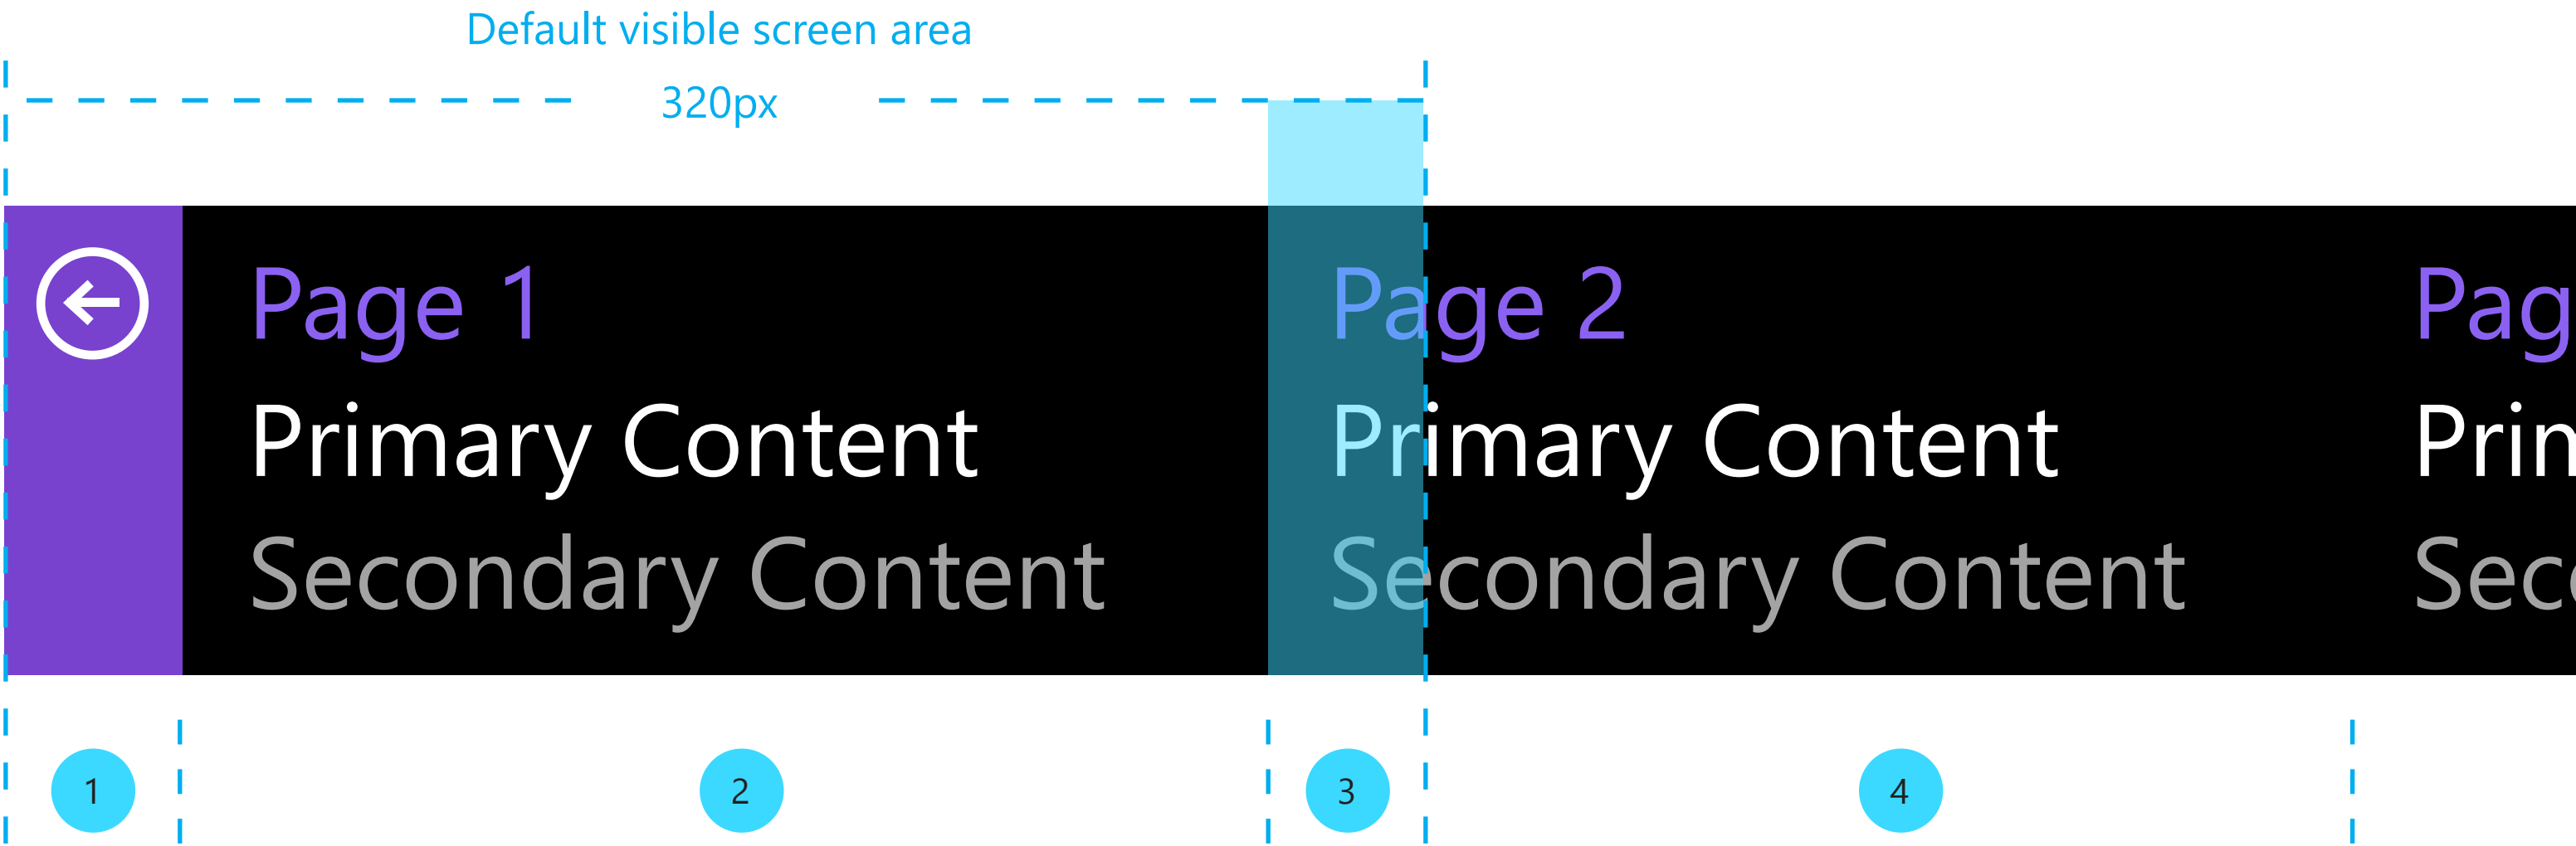 Default visible screen area
320px
Page 1
Primary Content
Secondary Content
Page 2
Primary Content
Secondary Content
Pag
Prin
Seco
1
2
3
4